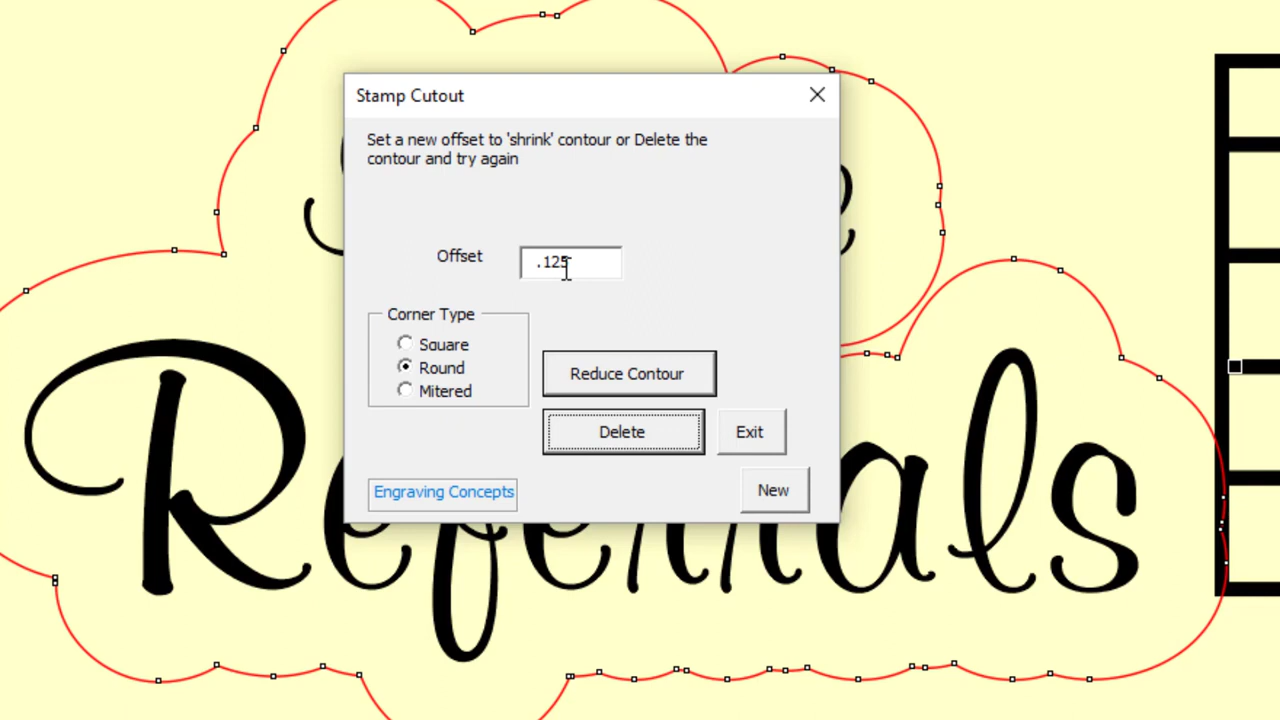 Stamp Cutout
Set a new offset to 'shrink' contour or Delete the
contour and try again
Offset
.125
Corner Type
Square
Round
Mitered
Reduce Contour
Delete
Exit
Engraving Concepts
New
Referrals